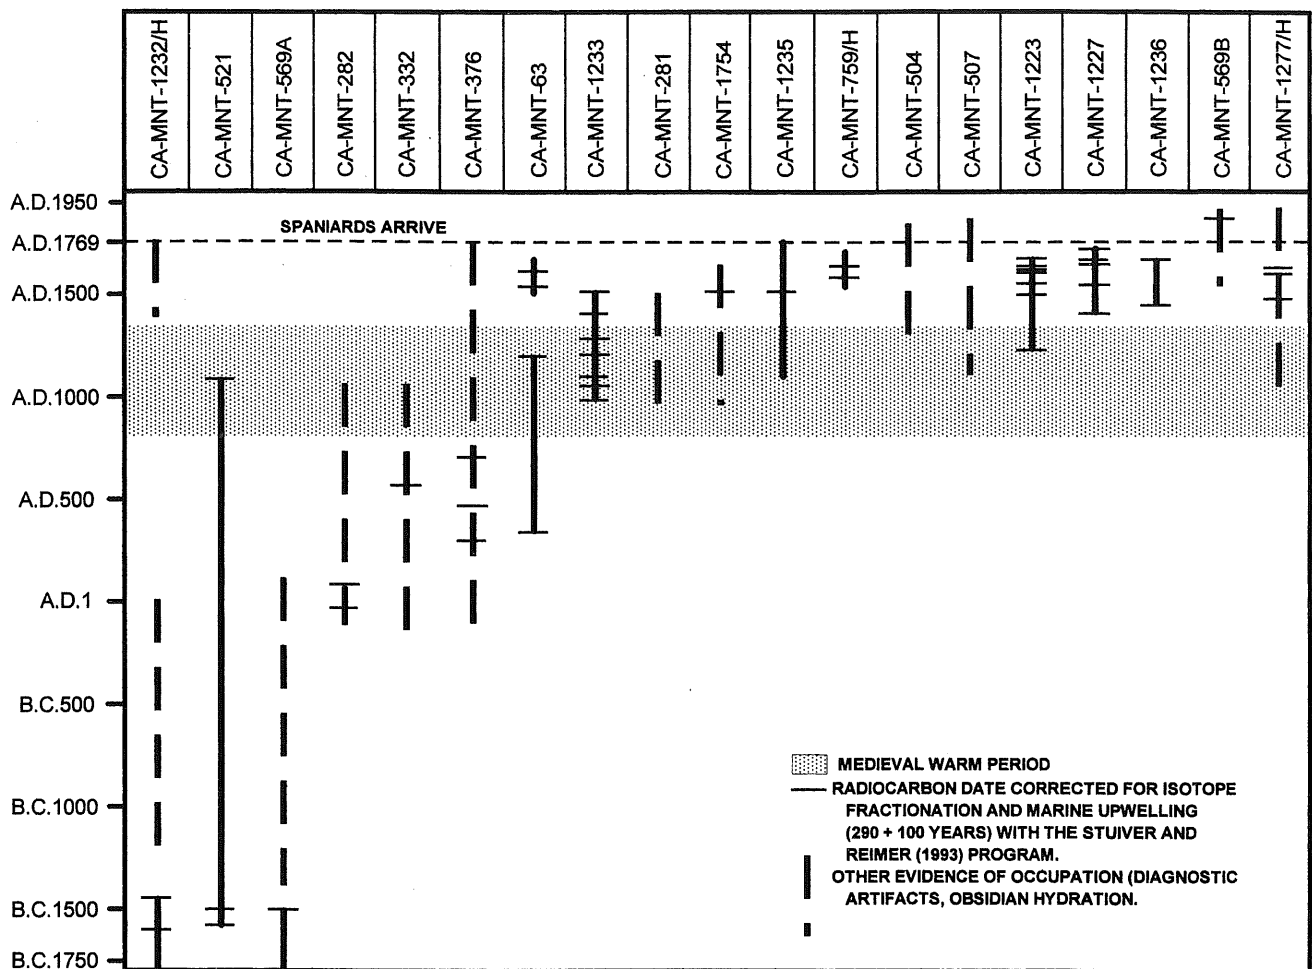 CA-MNT-1232/H
CA-MNT-521
CA-MNT-569A
CA-MNT-282
CA-MNT-332
CA-MNT-376
CA-MNT-63
CA-MNT-1233
CA-MNT-281
CA-MNT-1754
CA-MNT-1235
CA-MNT-759/H
CA-MNT-504
CA-MNT-507
CA-MNT-1223
CA-MNT-1227
CA-MNT-1236
CA-MNT-569B
CA-MNT-1277/H
A.D.1950
SPANIARDS ARRIVE
A.D.1769
A.D.1500
A.D.1000
A.D.500
A.D.1
B.C.500
B.C.1000
B.C.1500
B.C.1750
MEDIEVAL WARM PERIOD
RADIOCARBON DATE CORRECTED FOR ISOTOPE
FRACTIONATION AND MARINE UPWELLING
(290 + 100 YEARS) WITH THE STUIVER AND
REIMER (1993) PROGRAM.
OTHER EVIDENCE OF OCCUPATION (DIAGNOSTIC
ARTIFACTS, OBSIDIAN HYDRATION.